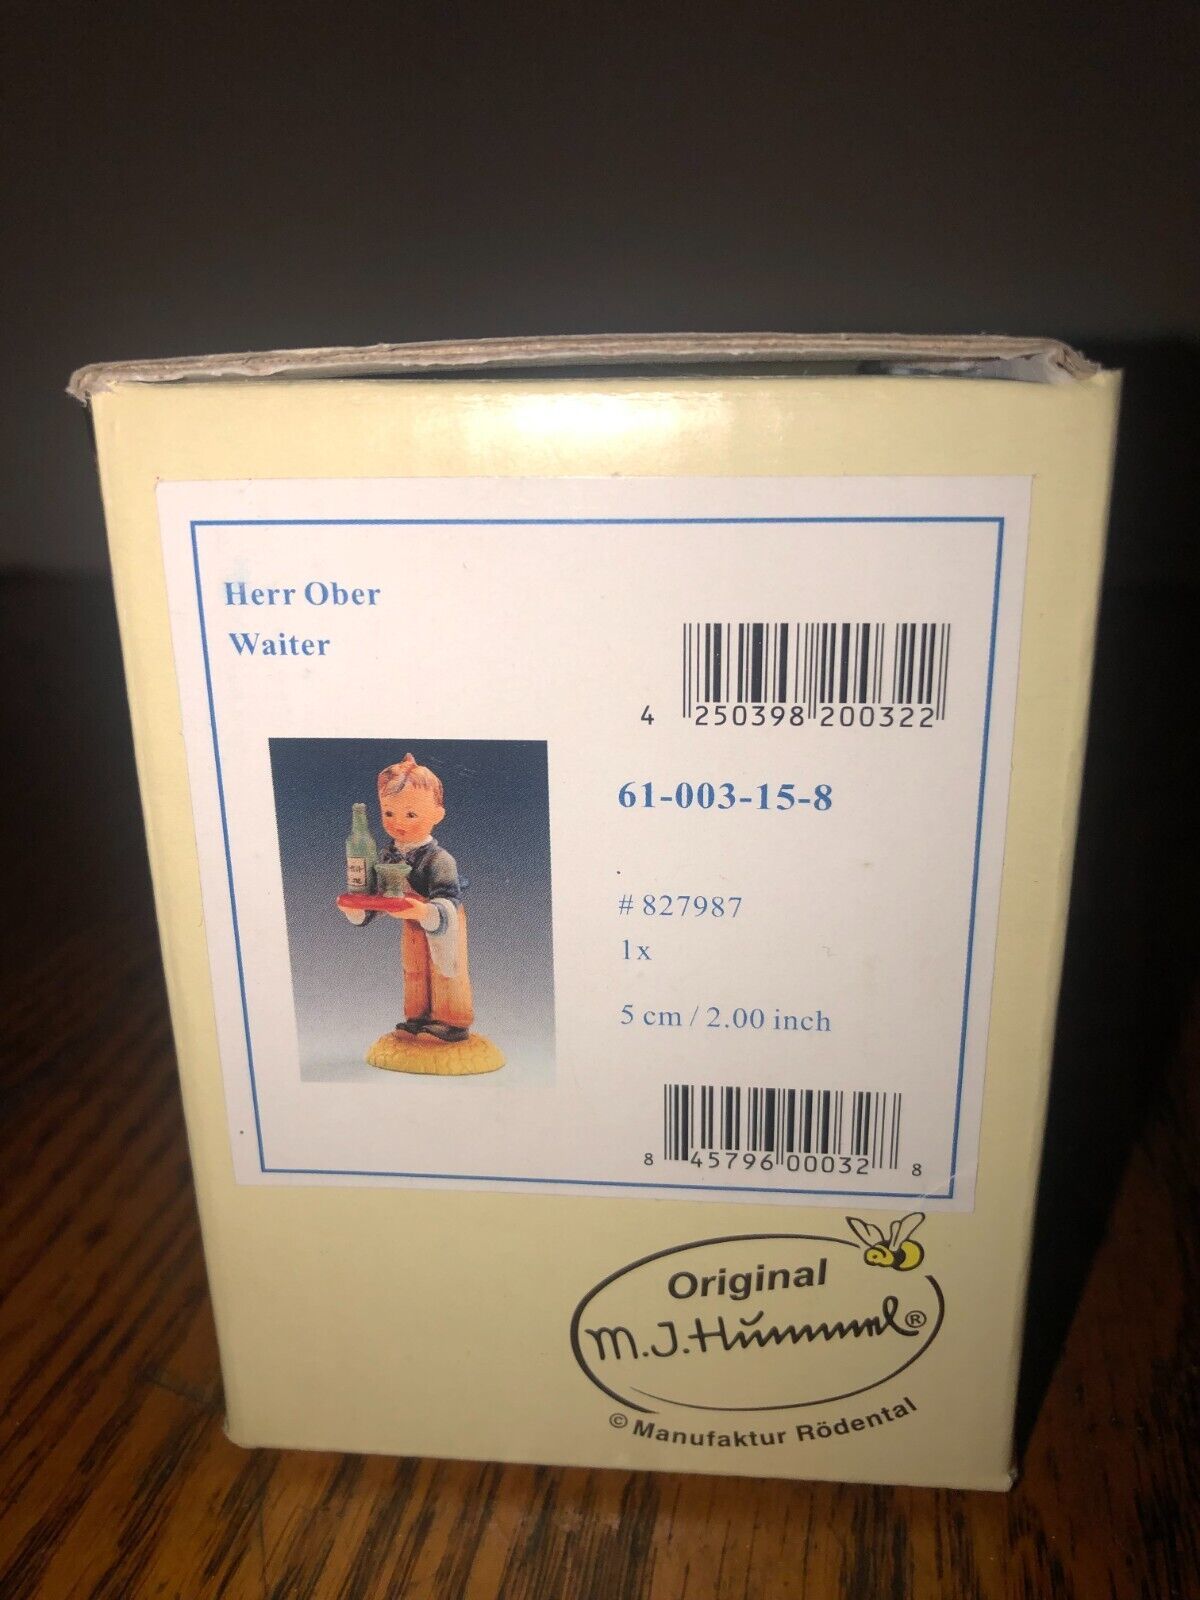 Herr Ober
Waiter
4 250398 200322
61-003-15-8
# 827987
1x
5 cm / 2.00 inch
8 45796 00032 8
Original
M.J. Hummel®
© Manufaktur Rödental